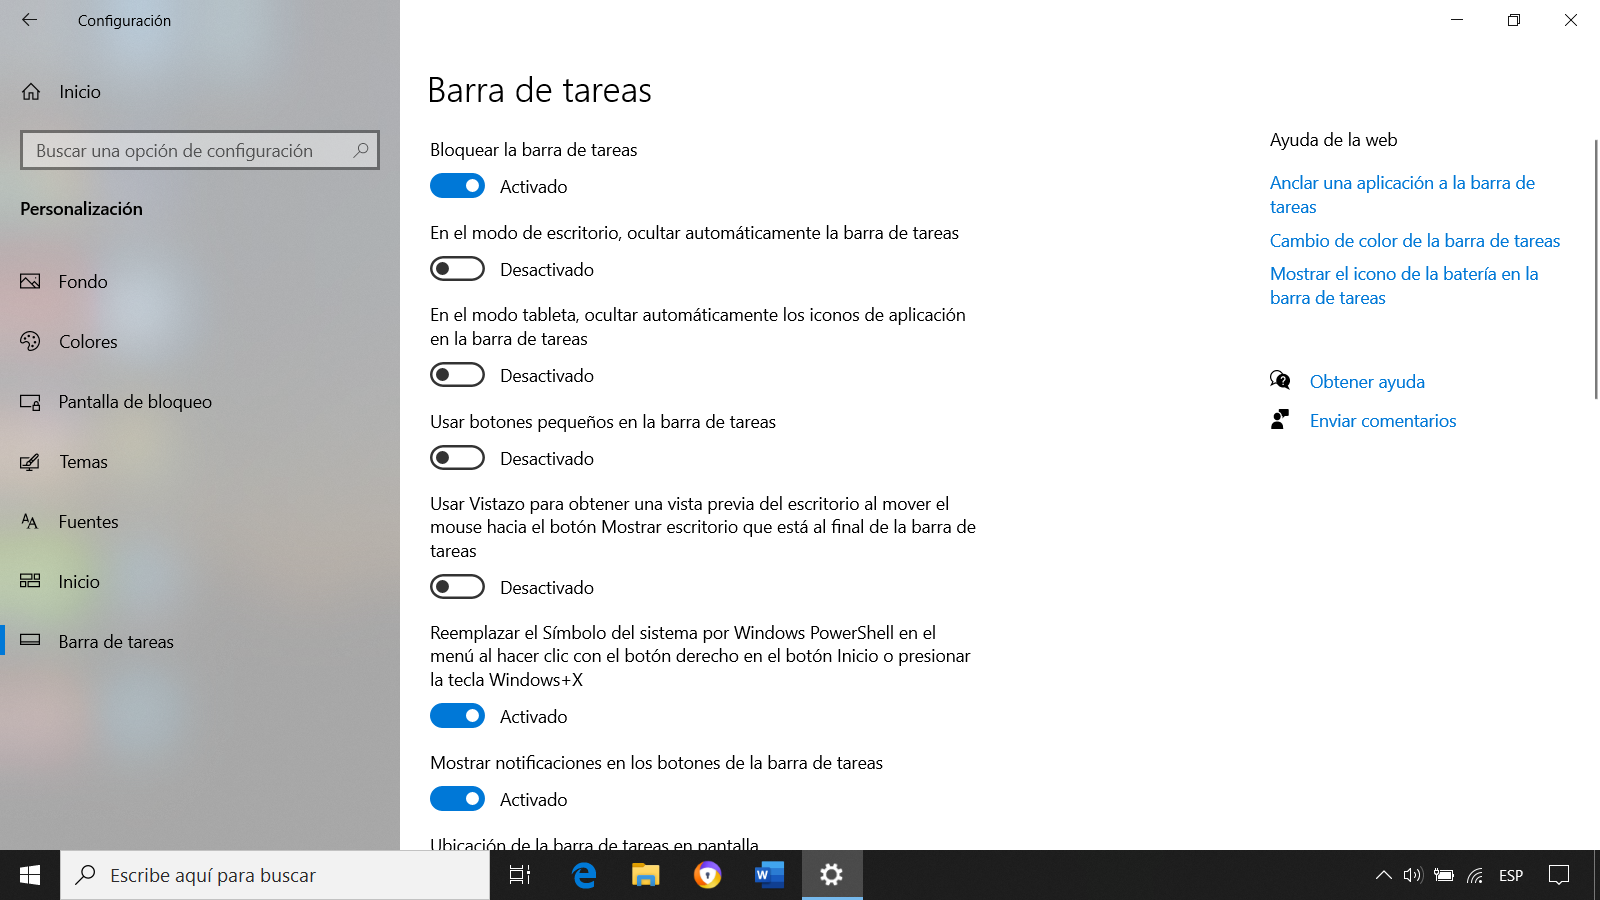 Configuración
Inicio
Buscar una opción de configuración
Personalización
Fondo
Colores
Pantalla de bloqueo
Temas
Fuentes
Inicio
Barra de tareas
Barra de tareas
Bloquear la barra de tareas
Activado
En el modo de escritorio, ocultar automáticamente la barra de tareas
Desactivado
En el modo tableta, ocultar automáticamente los iconos de aplicación
en la barra de tareas
Desactivado
Usar botones pequeños en la barra de tareas
Desactivado
Usar Vistazo para obtener una vista previa del escritorio al mover el
mouse hacia el botón Mostrar escritorio que está al final de la barra de
tareas
Desactivado
Reemplazar el Símbolo del sistema por Windows PowerShell en el
menú al hacer clic con el botón derecho en el botón Inicio o presionar
la tecla Windows+X
Activado
Mostrar notificaciones en los botones de la barra de tareas
Activado
Ubicación de la barra de tareas en pantalla
Ayuda de la web
Anclar una aplicación a la barra de
tareas
Cambio de color de la barra de tareas
Mostrar el icono de la batería en la
barra de tareas
Obtener ayuda
Enviar comentarios
Escribe aquí para buscar
ESP